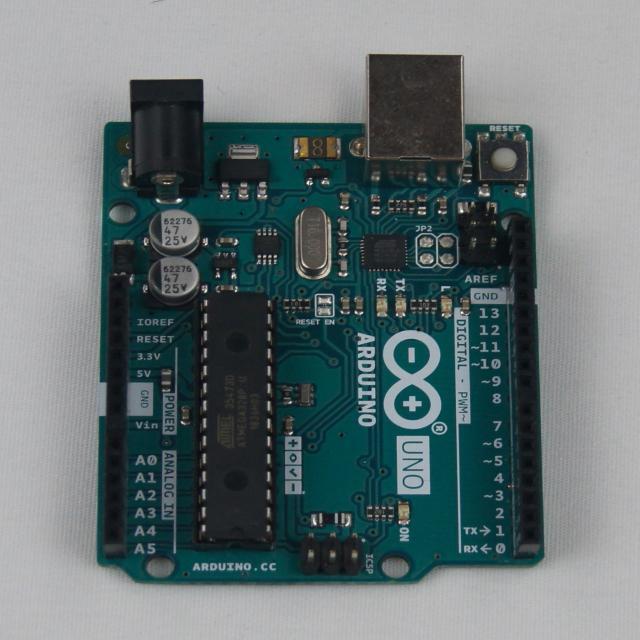 RESET
62276
47
25V
62276
47
25V
JP2
AREF
GND
RX
TX
L
RESET EN
IOREF
RESET
3.3V
5V
GND
Vin
POWER
ANALOG IN
A0
A1
A2
A3
A4
A5
13
12
~11
~10
~9
8
7
~6
~5
4
~3
2
TX→1
RX←0
DIGITAL - PWM~
ARDUINO
UNO
ATMEL
ATMEGA328P-U
ON
ICSP
ARDUINO.CC